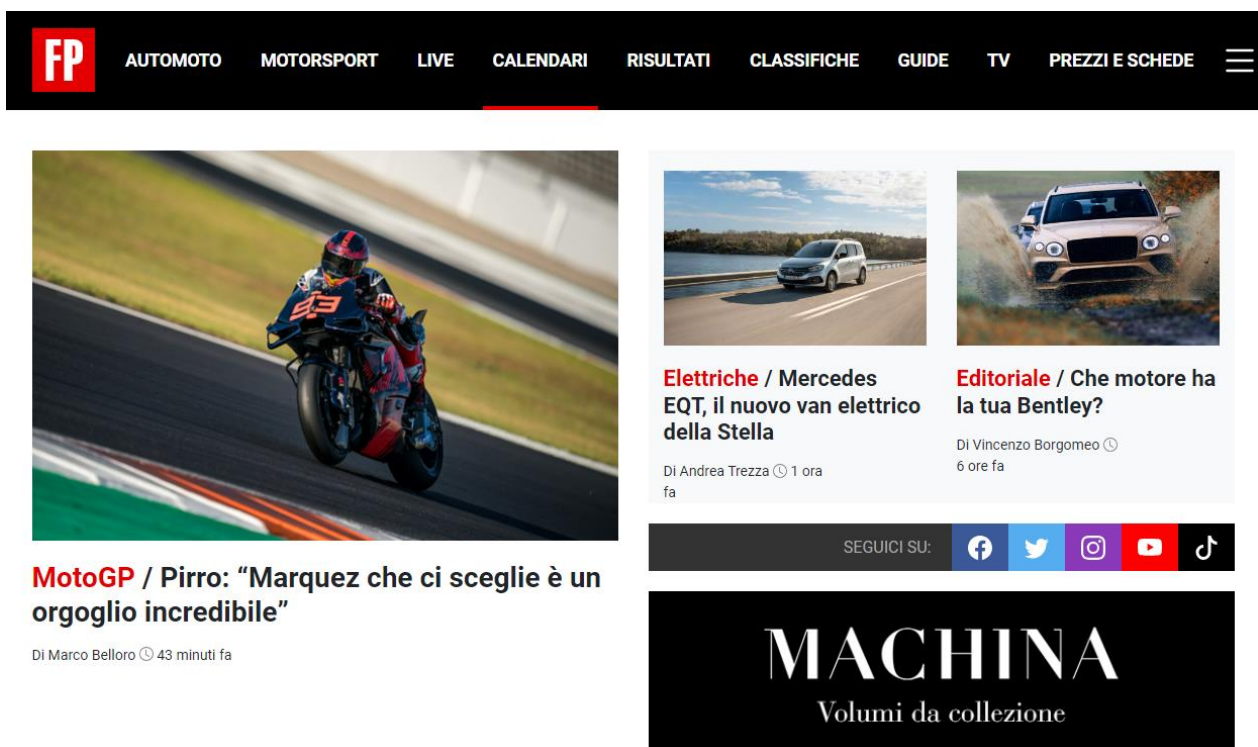 FP
AUTOMOTO MOTORSPORT LIVE CALENDARI RISULTATI CLASSIFICHE GUIDE TV PREZZI E SCHEDE
93
MotoGP / Pirro: “Marquez che ci sceglie è un
orgoglio incredibile”
Di Marco Belloro 43 minuti fa
Elettriche / Mercedes
EQT, il nuovo van elettrico
della Stella
Di Andrea Trezza 1 ora
fa
Editoriale / Che motore ha
la tua Bentley?
Di Vincenzo Borgomeo
6 ore fa
SEGUICI SU:
MACHINA
Volumi da collezione